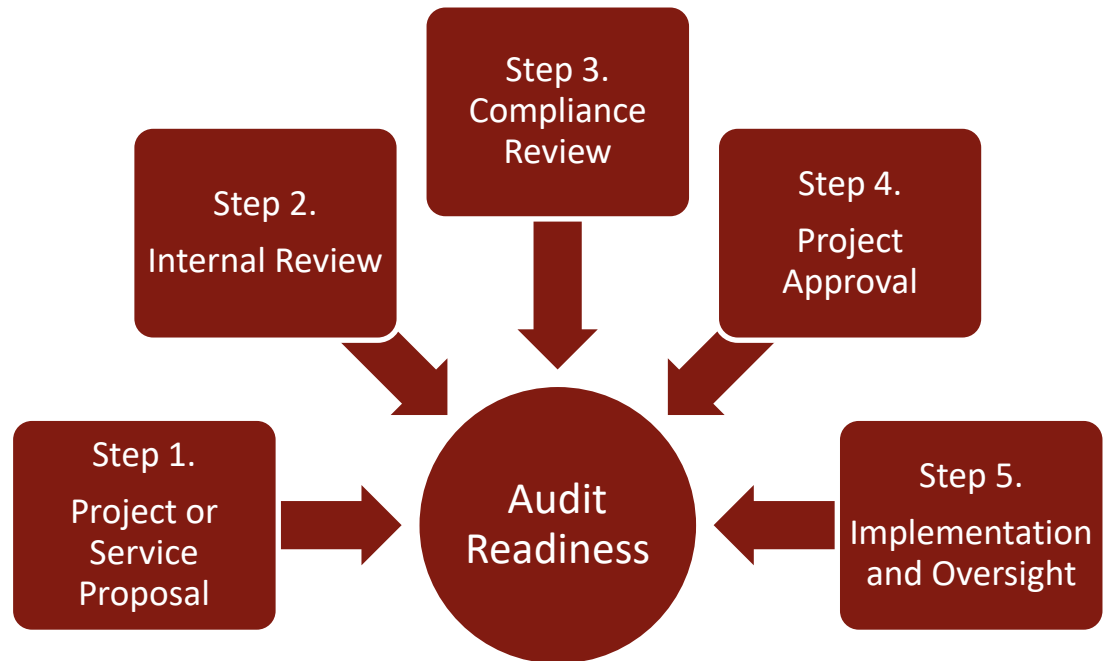 Step 1.
Project or
Service
Proposal
Step 2.
Internal Review
Step 3.
Compliance
Review
Step 4.
Project
Approval
Step 5.
Implementation
and Oversight
Audit
Readiness